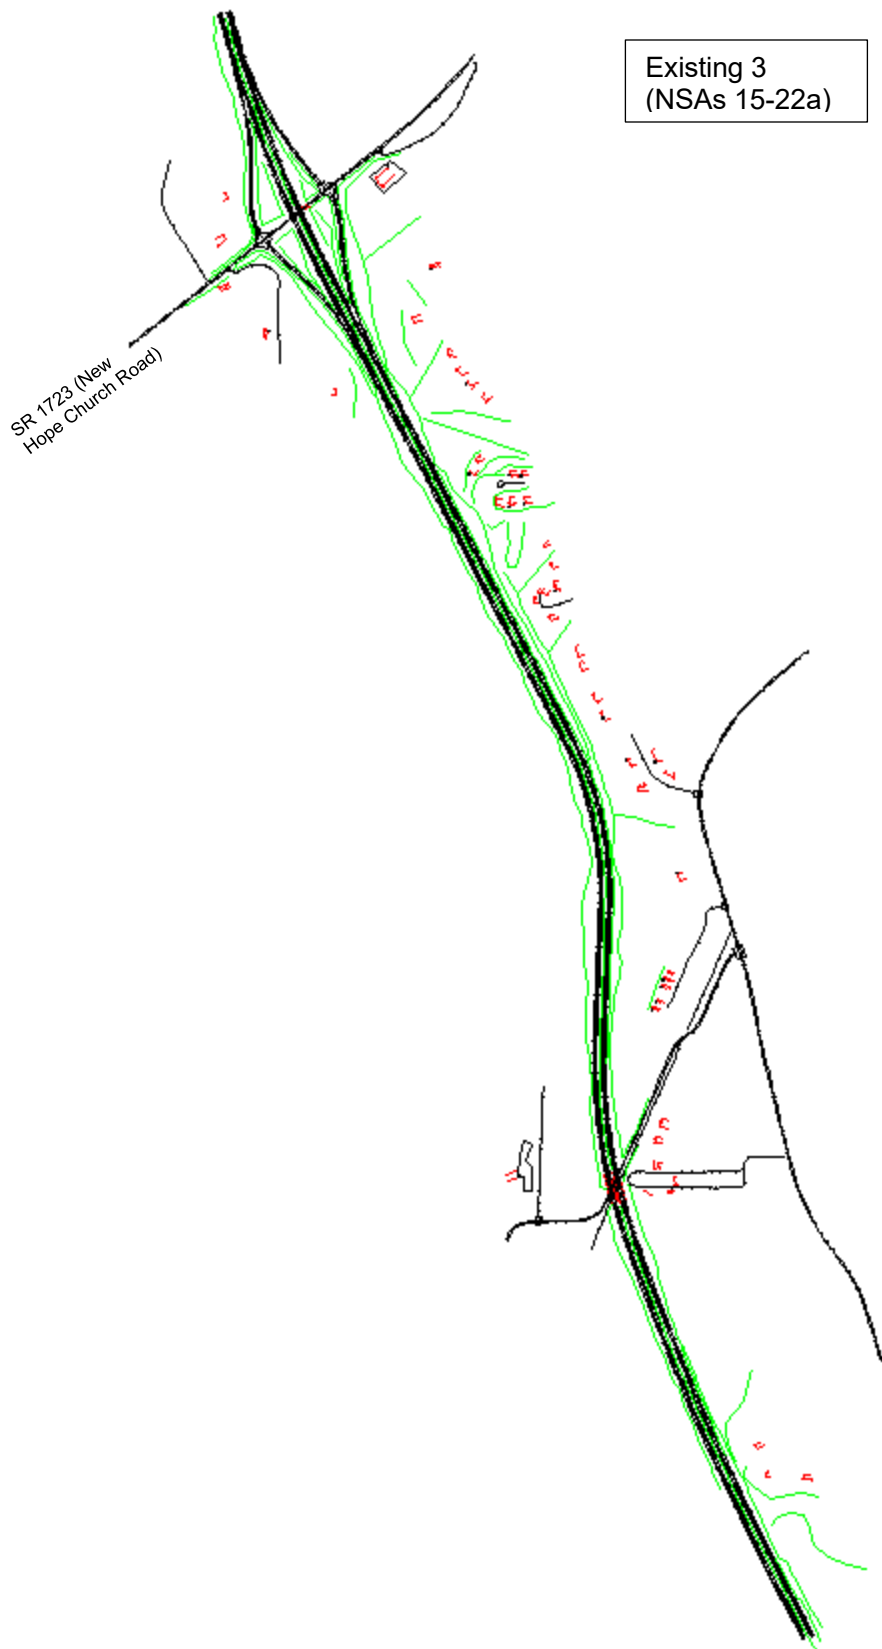 Existing 3
(NSAs 15-22a)
SR 1723 (New
Hope Church Road)